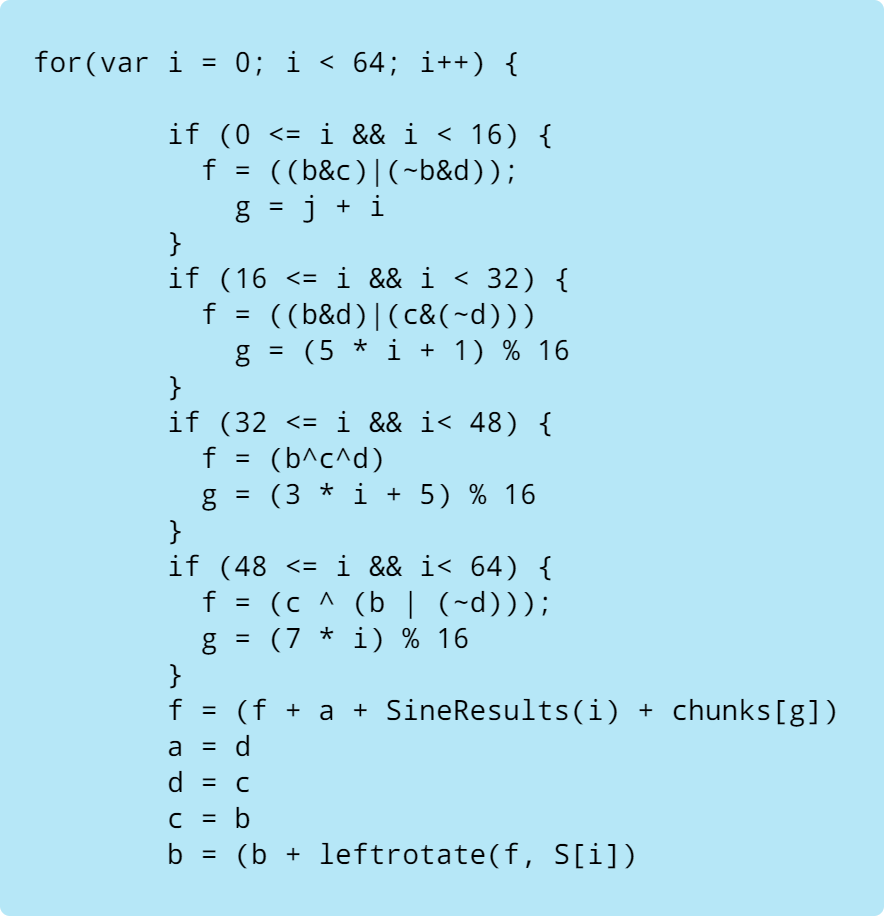 for(var i = 0; i < 64; i++) {
if (0 <= i && i < 16) {
f = ((b&c)|(~b&d));
g = j + i
}
if (16 <= i && i < 32) {
f = ((b&d)|(c&(~d)))
g = (5 * i + 1) % 16
}
if (32 <= i && i< 48) {
f = (b^c^d)
g = (3 * i + 5) % 16
}
if (48 <= i && i< 64) {
f = (c ^ (b | (~d)));
g = (7 * i) % 16
}
f = (f + a + SineResults(i) + chunks[g])
a = d
d = c
c = b
b = (b + leftrotate(f, S[i])